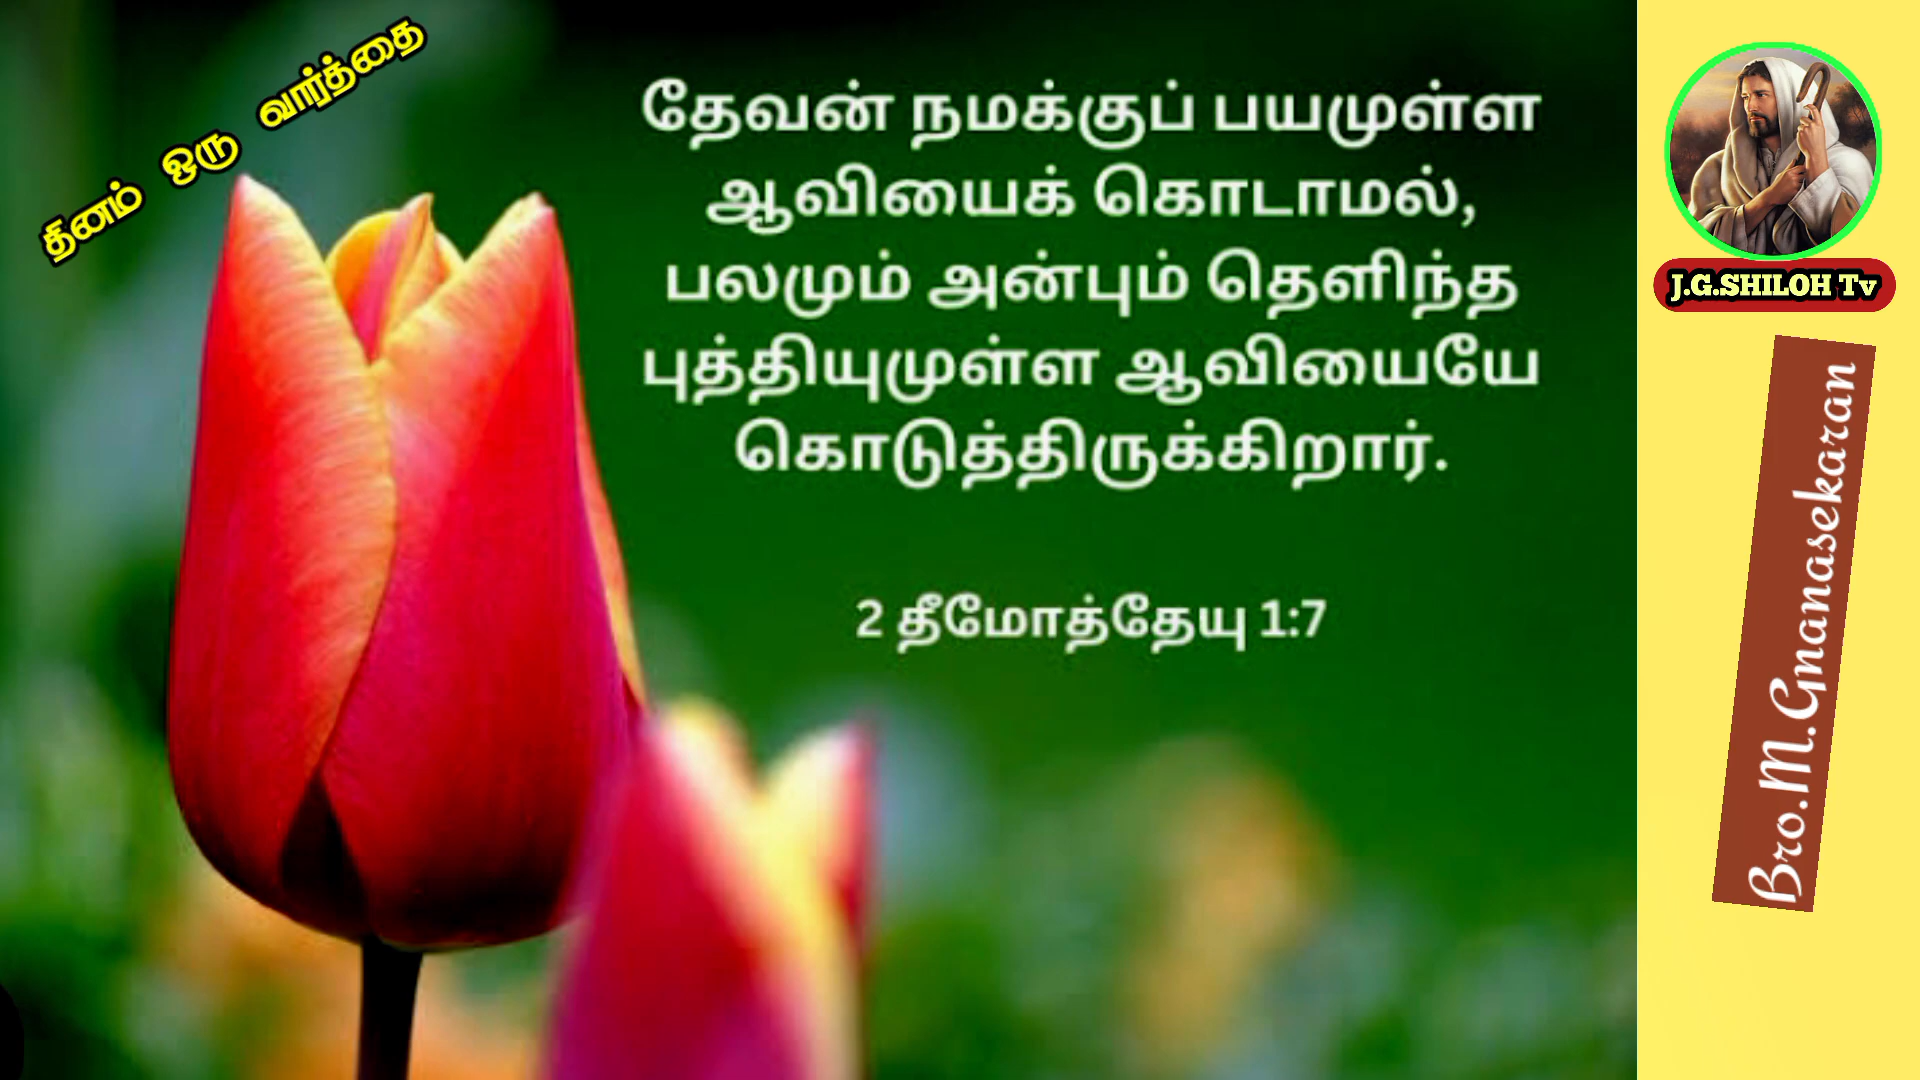 தினம் ஒரு வார்த்தை
தேவன் நமக்குப் பயமுள்ள
ஆவியைக் கொடாமல்,
பலமும் அன்பும் தெளிந்த
புத்தியுமுள்ள ஆவியையே
கொடுத்திருக்கிறார்.
2 தீமோத்தேயு 1:7
J.G.SHILOH Tv
Bro.M.Gnanasekaran